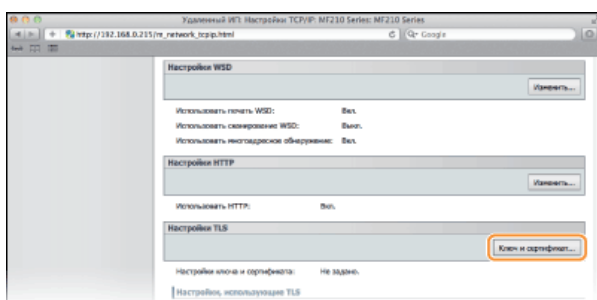 Удаленный ИП: Настройки TCP/IP: MF210 Series: MF210 Series
http://192.168.0.215/m_network_tcpip.html
Google
Настройки WSD
Изменить...
Использовать печать WSD: Вкл.
Использовать сканирование WSD: Выкл.
Использовать многоадресное обнаружение: Вкл.
Настройки HTTP
Изменить...
Использовать HTTP: Вкл.
Настройки TLS
Ключ и сертификат...
Настройки ключа и сертификата: Не задано.
Настройки, использующие TLS